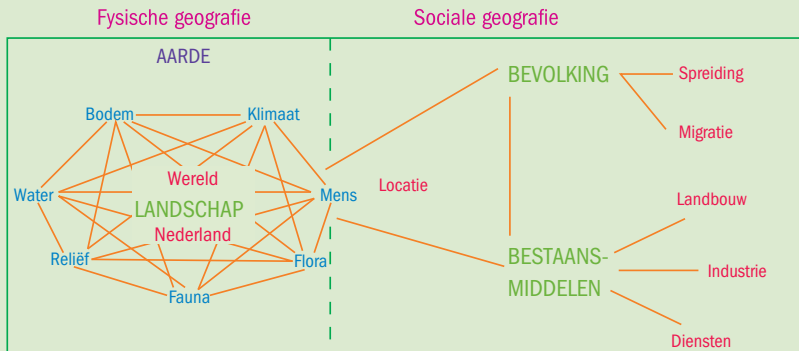 Fysische geografie
Sociale geografie
AARDE
BEVOLKING
Spreiding
Migratie
Bodem
Klimaat
Wereld
Water
LANDSCHAP
Mens
Locatie
Nederland
Landbouw
Reliëf
Flora
Fauna
BESTAANS-
MIDDELEN
Industrie
Diensten